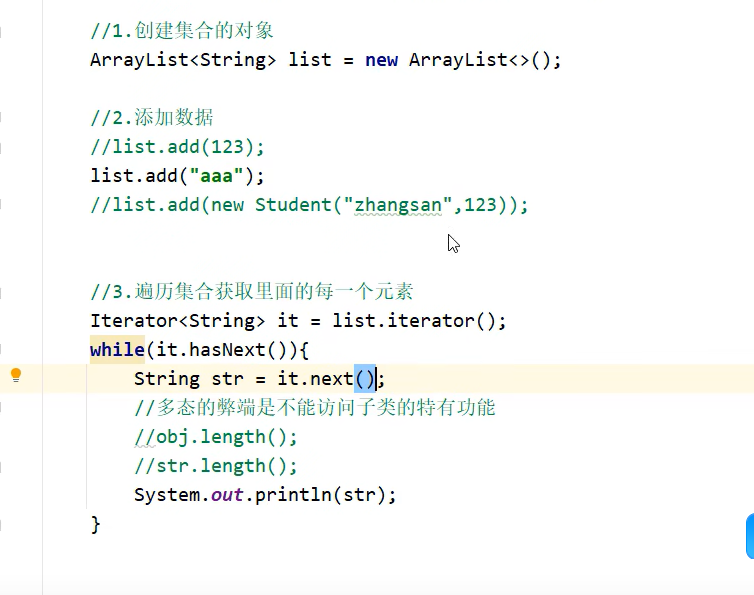 //1.创建集合的对象
ArrayList<String> list = new ArrayList<>();
//2.添加数据
//list.add(123);
list.add("aaa");
//list.add(new Student("zhangsan",123));
//3.遍历集合获取里面的每一个元素
Iterator<String> it = list.iterator();
while(it.hasNext()){
String str = it.next();
//多态的弊端是不能访问子类的特有功能
//obj.length();
//str.length();
System.out.println(str);
}